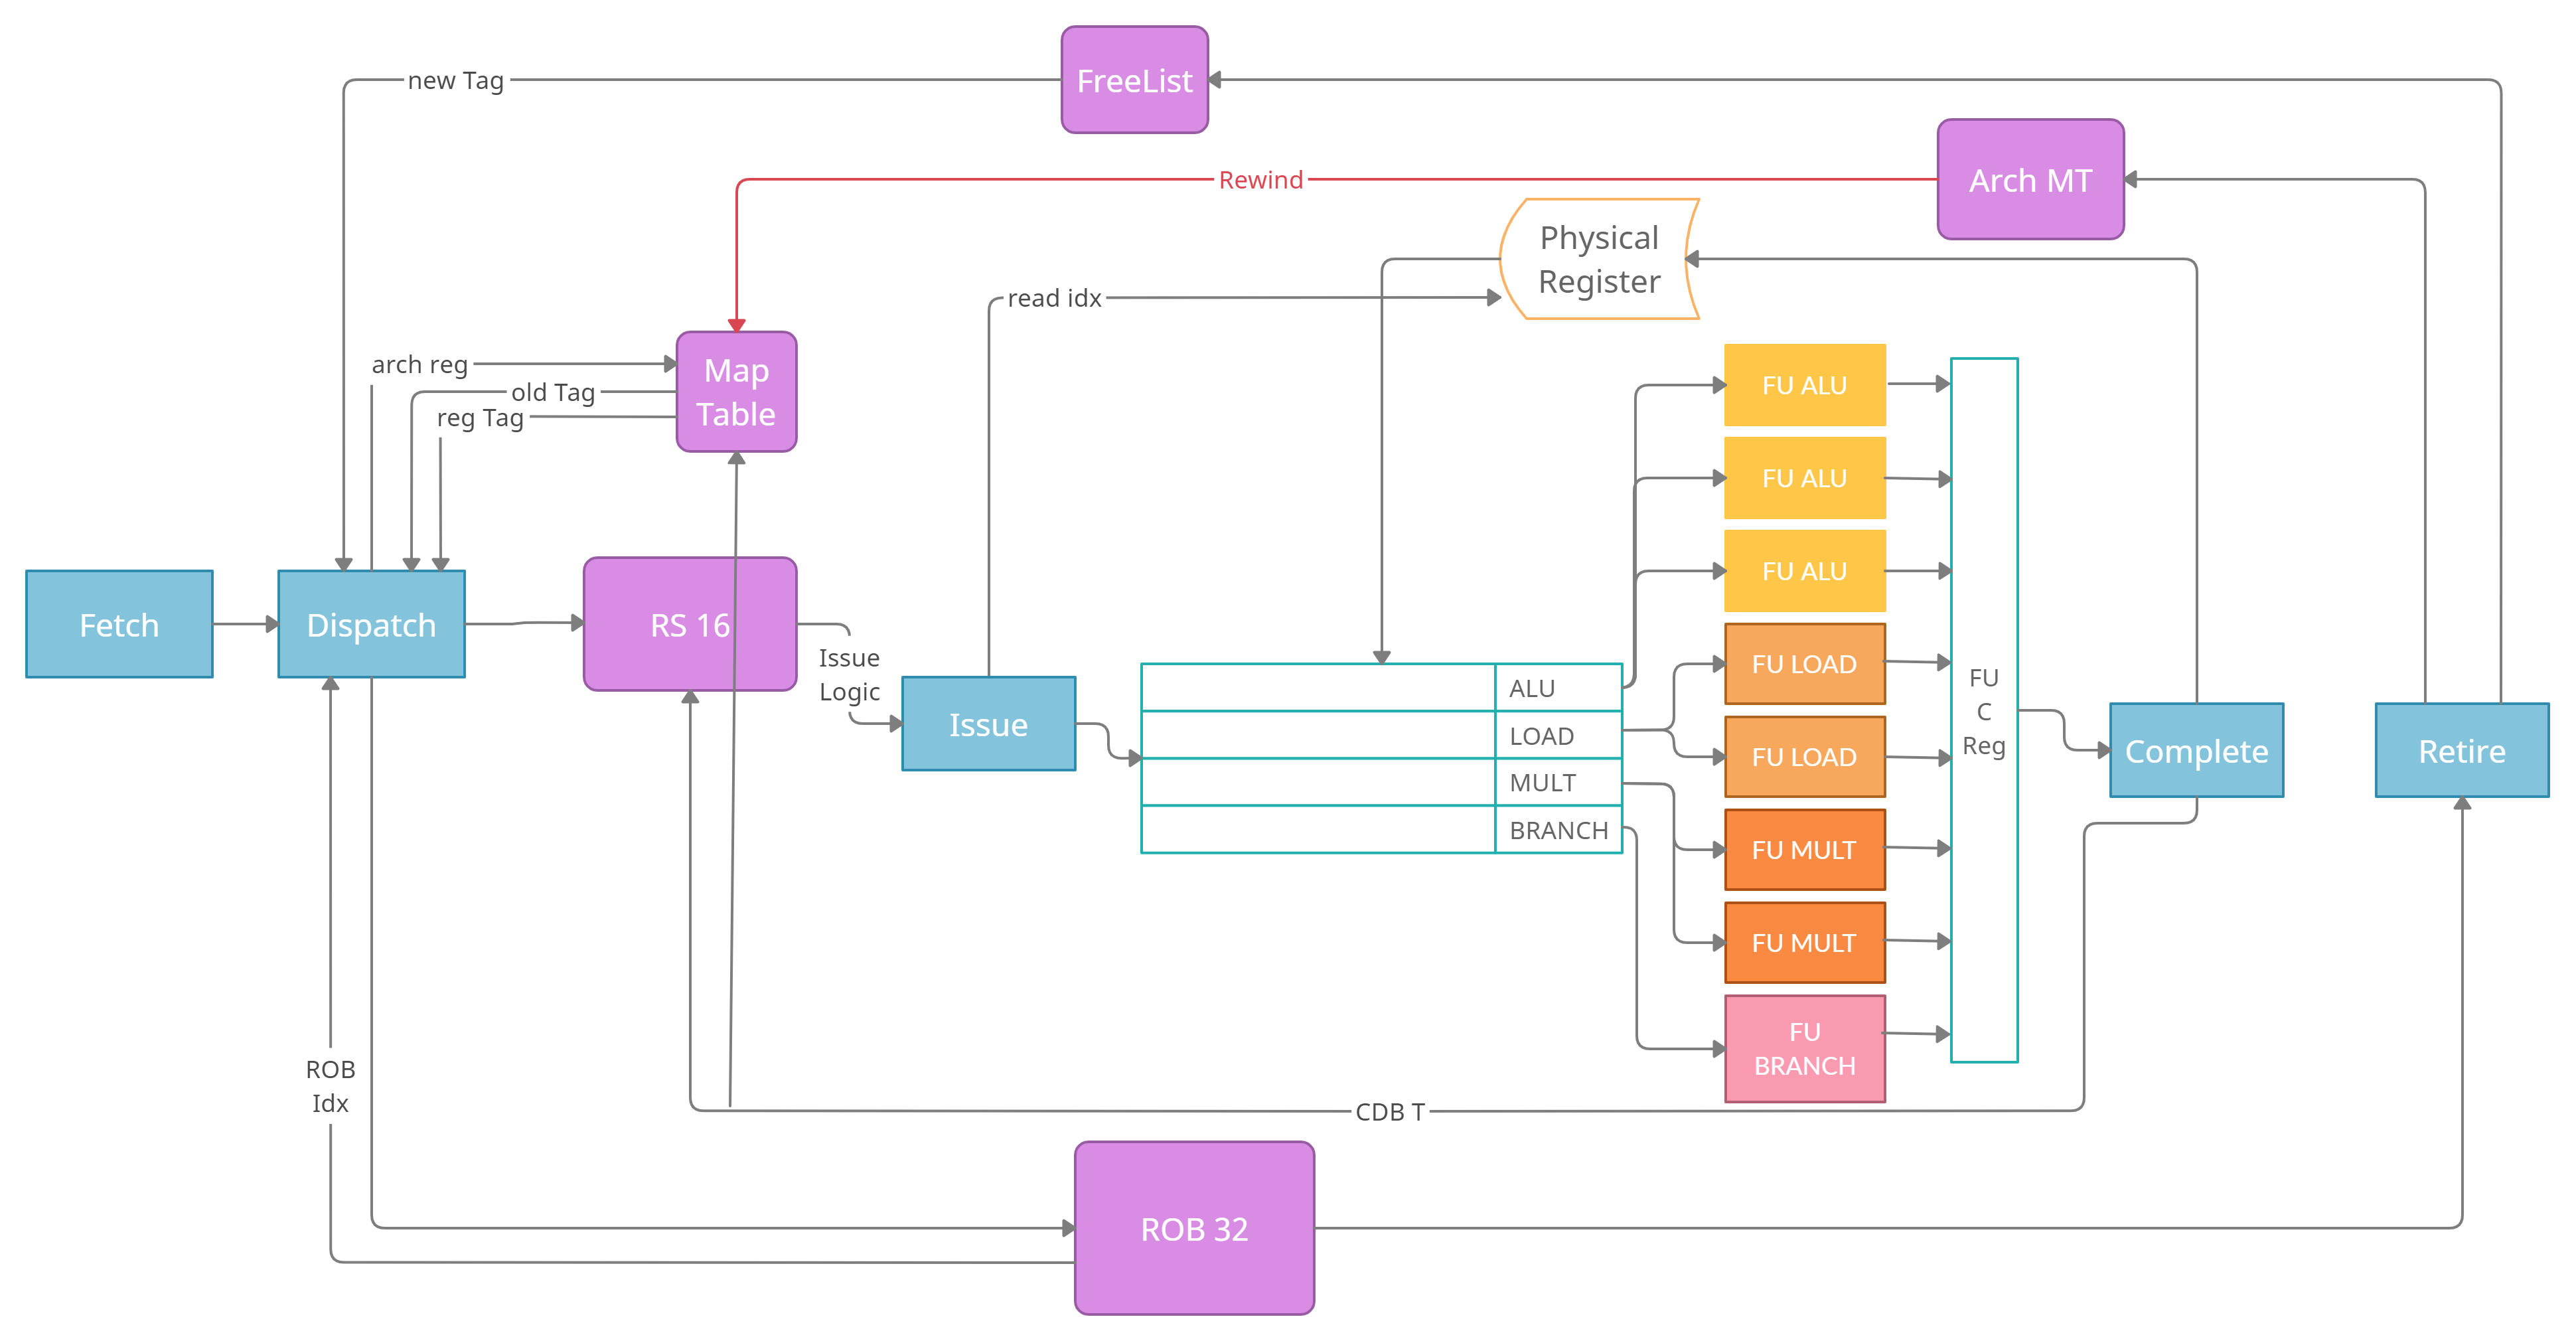 FreeList
new Tag
Arch MT
Rewind
Physical
Register
read idx
Map
Table
arch reg
old Tag
reg Tag
FU ALU
FU ALU
FU ALU
Fetch
Dispatch
RS 16
Issue
Logic
Issue
ALU
LOAD
MULT
BRANCH
FU LOAD
FU LOAD
FU MULT
FU MULT
FU
BRANCH
FU
C
Reg
Complete
Retire
ROB
Idx
CDB T
ROB 32